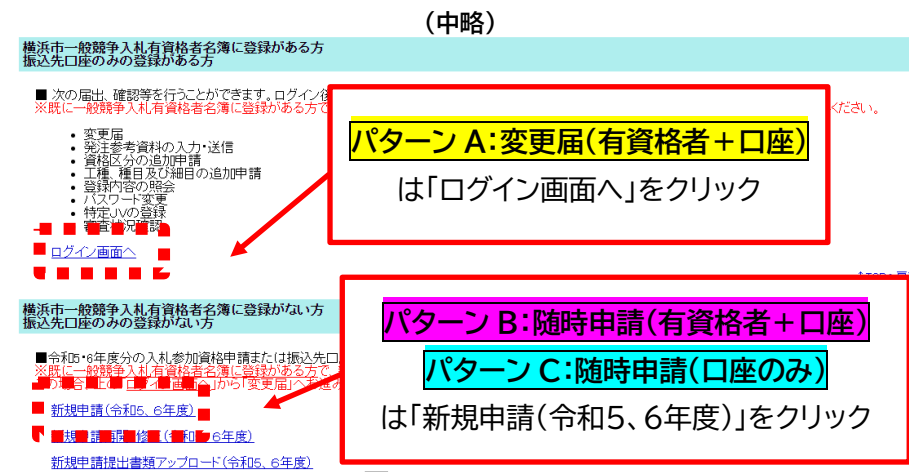 (中略)
横浜市一般競争入札有資格者名簿に登録がある方
振込先口座のみの登録がある方
■ 次の届出、確認等を行うことができます。ログイン後
※既に一般競争入札有資格者名簿に登録がある方で
ください。
・ 変更届
・ 発注参考資料の入力・送信
・ 資格区分の追加申請
・ 工種、種目及び細目の追加申請
・ 登録内容の照会
・ パスワード変更
・ 特定JVの登録
・ 審査状況確認
ログイン画面へ
パターン A:変更届(有資格者+口座)
は「ログイン画面へ」をクリック
横浜市一般競争入札有資格者名簿に登録がない方
振込先口座のみの登録がない方
■令和5・6年度分の入札参加資格申請または振込先口
※既に一般競争入札有資格者名簿に登録がある方で
新規申請(令和5、6年度)
新規申請提出書類アップロード(令和5、6年度)
パターン B:随時申請(有資格者+口座)
パターン C:随時申請(口座のみ)
は「新規申請(令和5、6年度)」をクリック